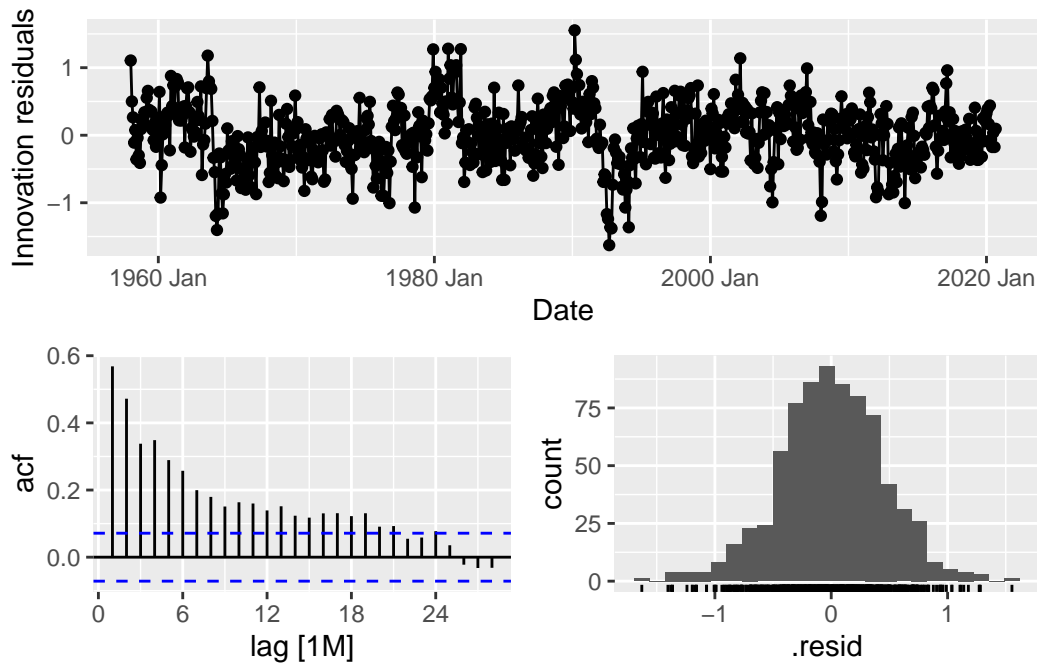 Innovation residuals
1
0
−1
1960 Jan
1980 Jan
2000 Jan
2020 Jan
Date
acf
0.6
0.4
0.2
0.0
0
6
12
18
24
lag [1M]
count
75
50
25
0
−1
0
1
.resid